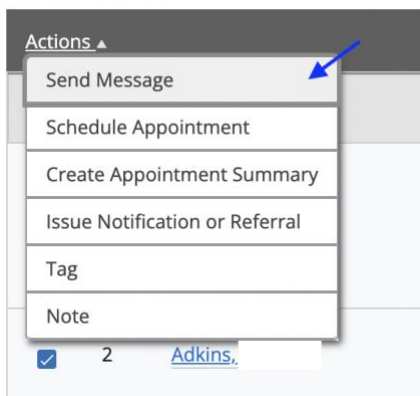 Actions ▲
Send Message
Schedule Appointment
Create Appointment Summary
Issue Notification or Referral
Tag
Note
2 Adkins,